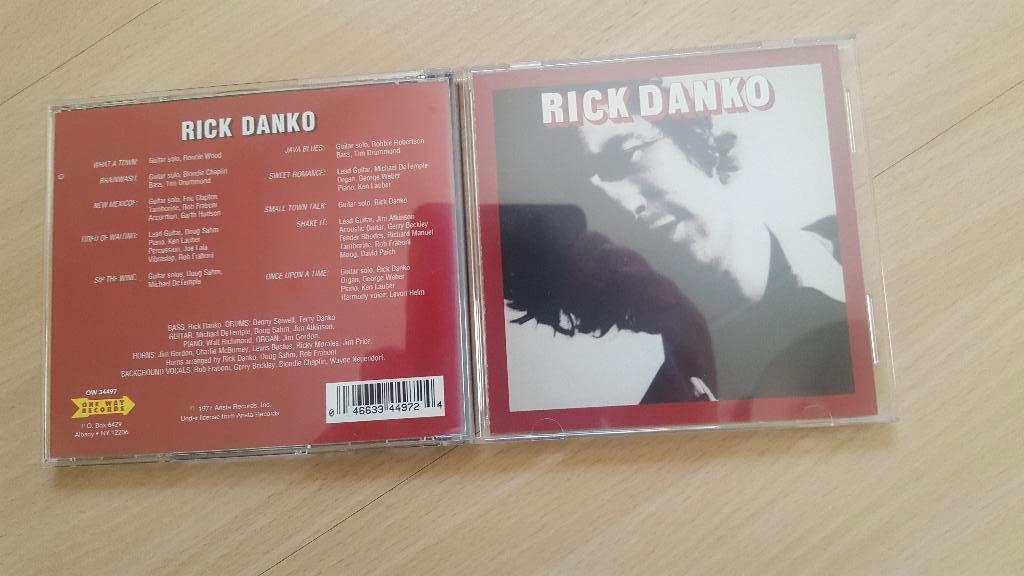 RICK DANKO
WHAT A TOWN: Guitar solo, Ronnie Wood
BRAINWASH: Guitar solo, Blondie Chaplin
Bass, Tim Drummond
NEW MEXICO: Guitar solo, Eric Clapton
Tamborine, Rob Fraboni
Accordion, Garth Hudson
TIRED OF WAITING: Lead Guitar, Doug Sahm
Piano, Ken Lauber
Percussion, Joe Lala
Vibraslap, Rob Fraboni
SIP THE WINE: Guitar solos, Doug Sahm,
Michael DeTemple
JAVA BLUES: Guitar solo, Robbie Robertson
Bass, Tim Drummond
SWEET ROMANCE: Lead Guitar, Michael DeTemple
Organ, George Weber
Piano, Ken Lauber
SMALL TOWN TALK: Guitar solo, Rick Danko
SHAKE IT: Lead Guitar, Jim Atkinson
Acoustic Guitar, Gerry Beckley
Fender Rhodes, Richard Manuel
Tamborine, Rob Fraboni
Moog, David Paich
ONCE UPON A TIME: Guitar solo, Rick Danko
Organ, George Weber
Piano, Ken Lauber
Harmony voice: Levon Helm
BASS, Rick Danko. DRUMS: Denny Seiwell, Terry Danko
GUITAR, Michael DeTemple, Doug Sahm, Jim Atkinson,
PIANO: Walt Richmond, ORGAN: Jim Gordon,
HORNS: Jim Gordon, Charlie McBurney, Lewis Bustos, Rocky Morales, Jim Price
Horns arranged by Rick Danko, Doug Sahm, Rob Fraboni
BACKGROUND VOCALS, Rob Fraboni, Gerry Beckley, Blondie Chaplin, Wayne Neuendorf.
OW 34497
ONE WAY
RECORDS
P.O. Box 6429
Albany • NY 12206
© 1977 Arista Records, Inc.
Under license from Arista Records
0 46633 44972 4
RICK DANKO